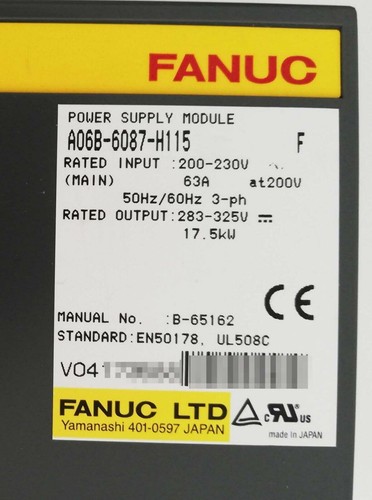 FANUC
POWER SUPPLY MODULE
A06B-6087-H115 F
RATED INPUT :200-230V
(MAIN) 63A at200V
50Hz/60Hz 3-ph
RATED OUTPUT:283-325V
17.5kW
MANUAL No. :B-65162
STANDARD:EN50178, UL508C
CE
V04
FANUC LTD
Yamanashi 401-0597 JAPAN
c RU US
made in JAPAN